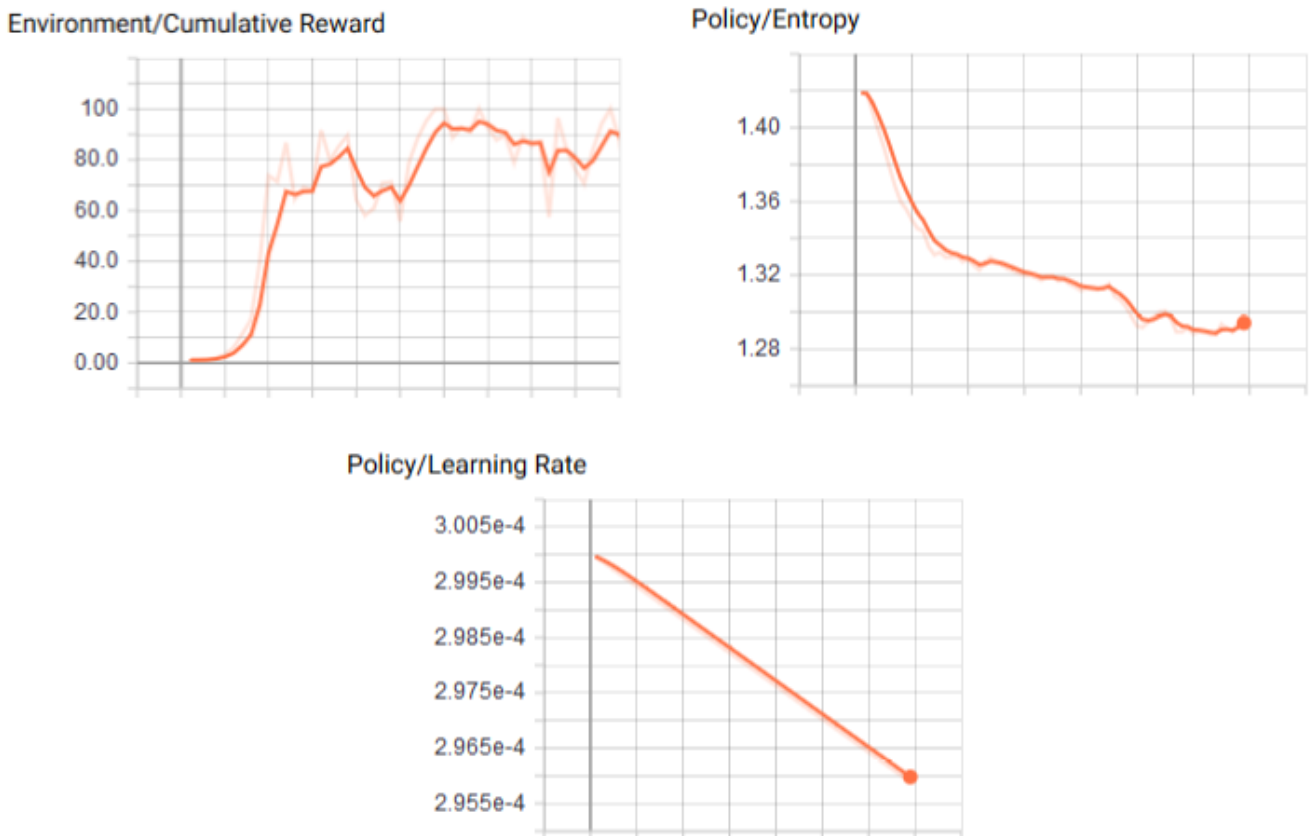 Environment/Cumulative Reward
100
80.0
60.0
40.0
20.0
0.00
Policy/Entropy
1.40
1.36
1.32
1.28
Policy/Learning Rate
3.005e-4
2.995e-4
2.985e-4
2.975e-4
2.965e-4
2.955e-4